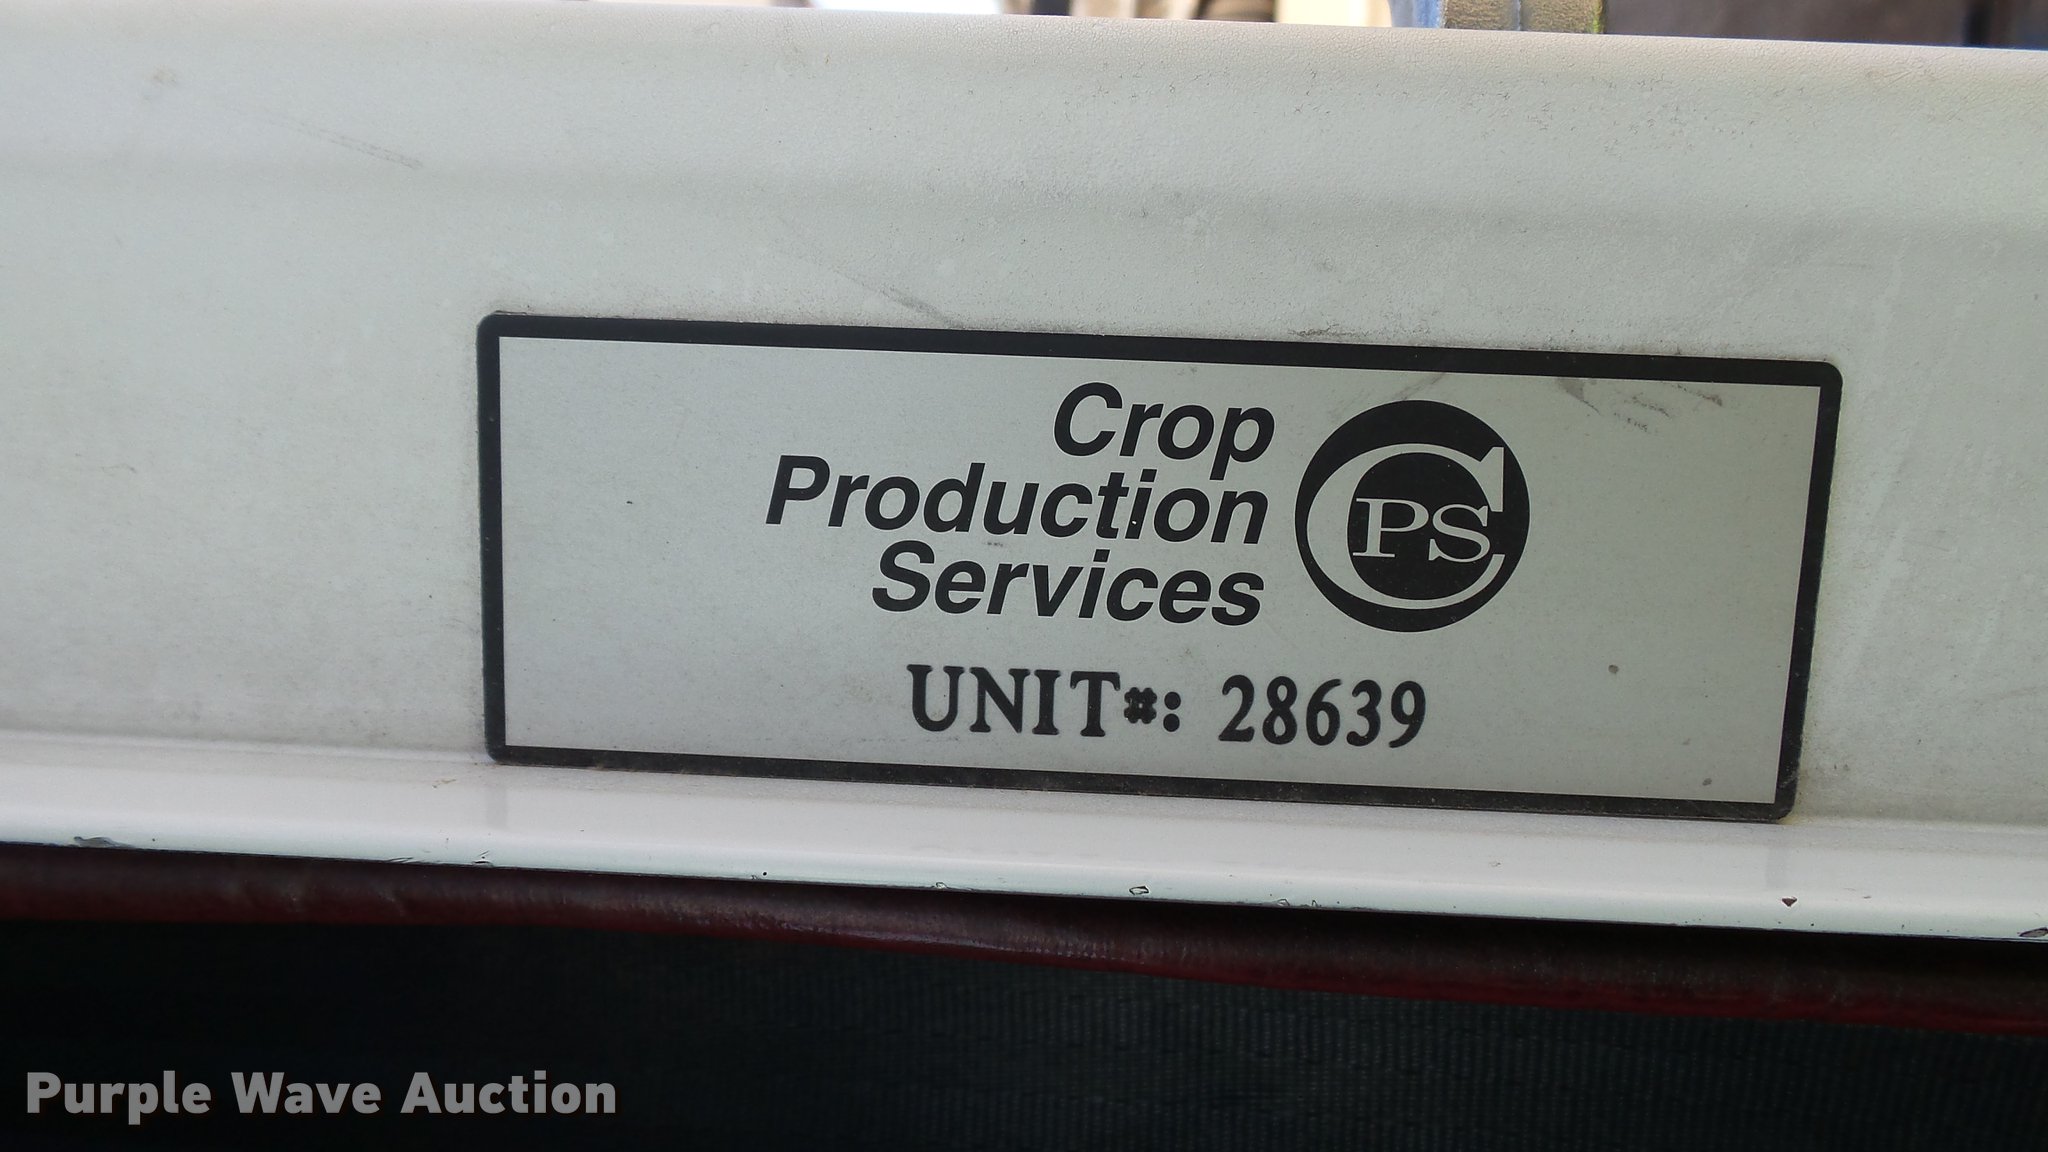 Crop
Production
Services
CPS
UNIT#: 28639
Purple Wave Auction